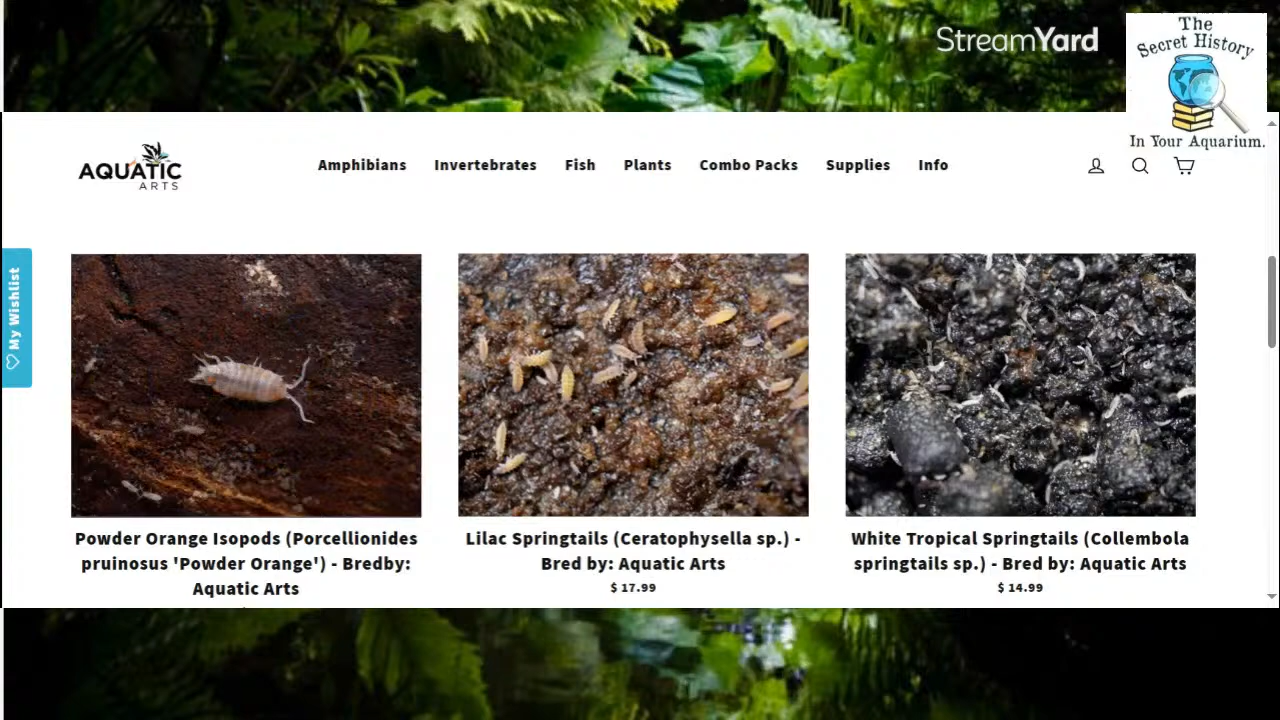 StreamYard
The
Secret History
In Your Aquarium.
AQUATIC
ARTS
Amphibians Invertebrates Fish Plants Combo Packs Supplies Info
My Wishlist
Powder Orange Isopods (Porcellionides
pruinosus 'Powder Orange') - Bredby:
Aquatic Arts
Lilac Springtails (Ceratophysella sp.) -
Bred by: Aquatic Arts
$ 17.99
White Tropical Springtails (Collembola
springtails sp.) - Bred by: Aquatic Arts
$ 14.99